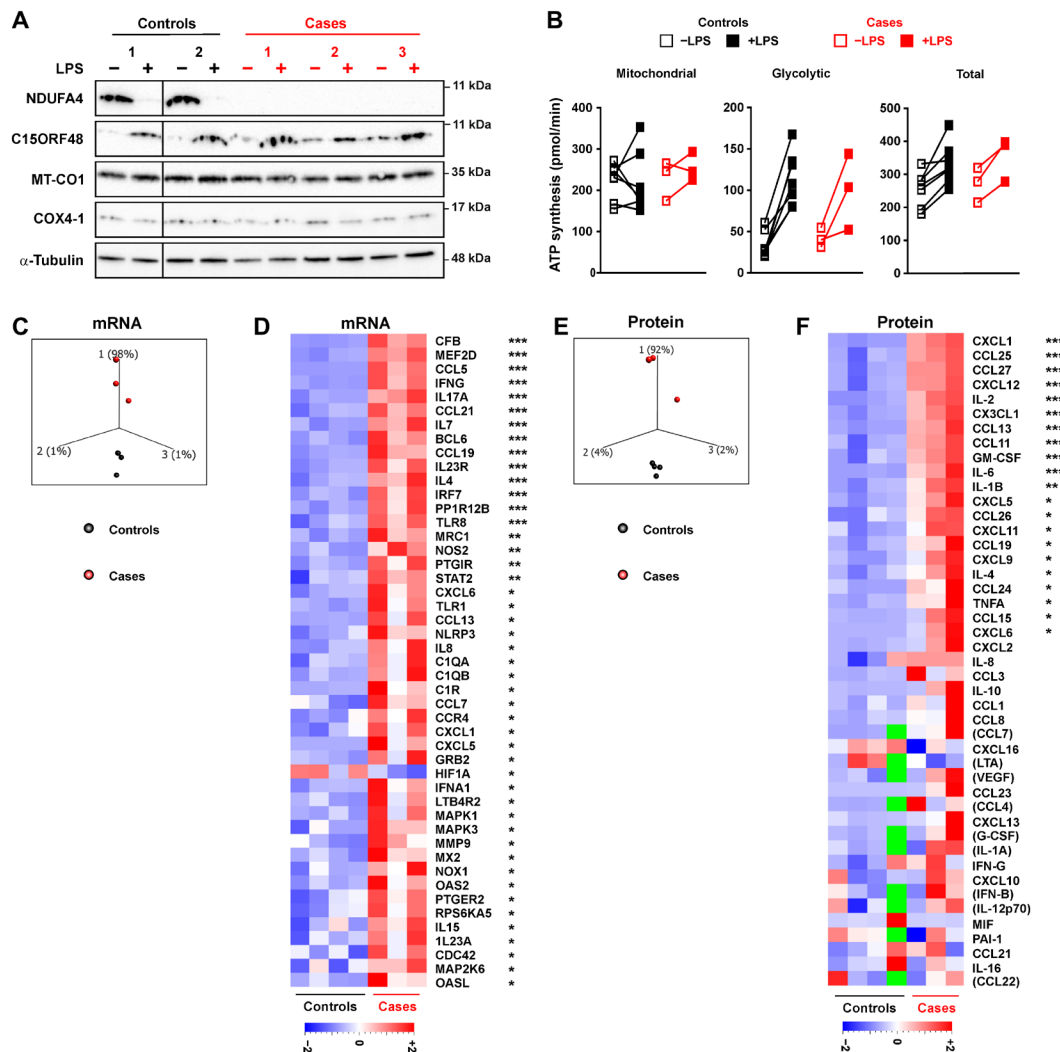 A
Controls
Cases
1 2 1 2 3
LPS − + − + − + − + − +
NDUFA4
11 kDa
C15ORF48
11 kDa
MT-CO1
35 kDa
COX4-1
17 kDa
α-Tubulin
48 kDa
B
Controls Cases
−LPS +LPS −LPS +LPS
Mitochondrial Glycolytic Total
ATP synthesis (pmol/min)
400
300
200
100
0
200
150
100
50
0
500
400
300
200
100
0
C
mRNA
1 (98%)
2 (1%)
3 (1%)
Controls
Cases
D
mRNA
CFB ***
MEF2D ***
CCL5 ***
IFNG ***
IL17A ***
CCL21 ***
IL7 ***
BCL6 ***
CCL19 ***
IL23R ***
IL4 ***
IRF7 ***
PP1R12B ***
TLR8 ***
MRC1 **
NOS2 **
PTGIR **
STAT2 **
CXCL6 *
TLR1 *
CCL13 *
NLRP3 *
IL8 *
C1QA *
C1QB *
C1R *
CCL7 *
CCR4 *
CXCL1 *
CXCL5 *
GRB2 *
HIF1A *
IFNA1 *
LTB4R2 *
MAPK1 *
MAPK3 *
MMP9 *
MX2 *
NOX1 *
OAS2 *
PTGER2 *
RPS6KA5 *
IL15 *
1L23A *
CDC42 *
MAP2K6 *
OASL *
Controls Cases
−2 0 +2
E
Protein
1 (92%)
2 (4%)
3 (2%)
Controls
Cases
F
Protein
CXCL1 ***
CCL25 ***
CCL27 ***
CXCL12 ***
IL-2 ***
CX3CL1 ***
CCL13 ***
CCL11 ***
GM-CSF ***
IL-6 ***
IL-1B **
CXCL5 *
CCL26 *
CXCL11 *
CCL19 *
CXCL9 *
IL-4 *
CCL24 *
TNFA *
CCL15 *
CXCL6 *
CXCL2
IL-8
CCL3
IL-10
CCL1
CCL8
(CCL7)
CXCL16
(LTA)
(VEGF)
CCL23
(CCL4)
CXCL13
(G-CSF)
(IL-1A)
IFN-G
CXCL10
(IFN-B)
(IL-12p70)
MIF
PAI-1
CCL21
IL-16
(CCL22)
Controls Cases
−2 0 +2